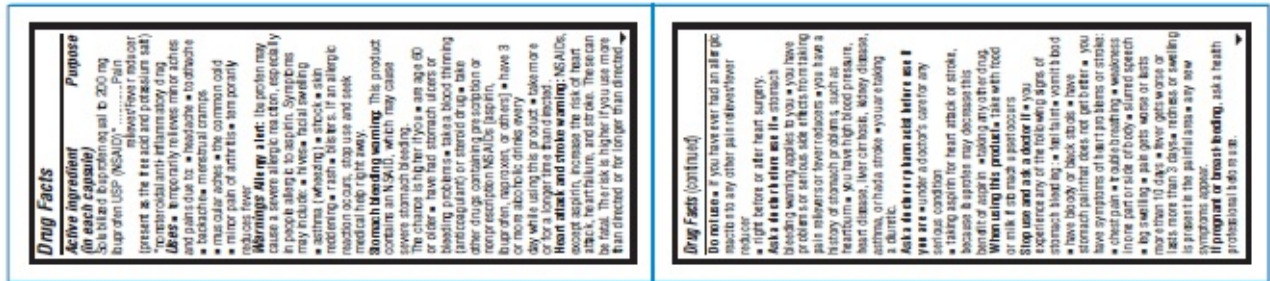 Drug Facts
Active ingredient Purpose
(in each capsule)
Solubilized ibuprofen equal to 200 mg
ibuprofen USP (NSAID)* ............Pain
reliever/Fever reducer
(present as the free acid and potassium salt)
*nonsteroidal anti-inflammatory drug
Uses ■ temporarily relieves minor aches
and pains due to: ■ headache ■ toothache
■ backache ■ menstrual cramps
■ muscular aches ■ the common cold
■ minor pain of arthritis ■ temporarily
reduces fever
Warnings Allergy alert: Ibuprofen may
cause a severe allergic reaction, especially
in people allergic to aspirin. Symptoms
may include: ■ hives ■ facial swelling
■ asthma (wheezing) ■ shock ■ skin
reddening ■ rash ■ blisters. If an allergic
reaction occurs, stop use and seek
medical help right away.
Stomach bleeding warning: This product
contains an NSAID, which may cause
severe stomach bleeding.
The chance is higher if you ■ are age 60
or older ■ have had stomach ulcers or
bleeding problems ■ take a blood thinning
(anticoagulant) or steroid drug ■ take
other drugs containing prescription or
nonprescription NSAIDs [aspirin,
ibuprofen, naproxen, or others] ■ have 3
or more alcoholic drinks every
day while using this product ■ take more
or for a longer time than directed.
Heart attack and stroke warning: NSAIDs,
except aspirin, increase the risk of heart
attack, heart failure, and stroke. These can
be fatal. The risk is higher if you use more
than directed or for longer than directed
Drug Facts (continued)
Do not use ■ if you have ever had an allergic
reaction to any other pain reliever/fever
reducer
■ right before or after heart surgery.
Ask a doctor before use if ■ stomach
bleeding warning applies to you ■ you have
problems or serious side effects from taking
pain relievers or fever reducers ■ you have a
history of stomach problems, such as
heartburn ■ you have high blood pressure,
heart disease, liver cirrhosis, kidney disease,
asthma, or had a stroke ■ you are taking
a diuretic.
Ask a doctor or pharmacist before use if
you are ■ under a doctor's care for any
serious condition
■ taking aspirin for heart attack or stroke,
because ibuprofen may decrease this
benefit of aspirin ■ taking any other drug.
When using this product ■ take with food
or milk if stomach upset occurs
Stop use and ask a doctor if ■ you
experience any of the following signs of
stomach bleeding: ■ feel faint ■ vomit blood
■ have bloody or black stools ■ have
stomach pain that does not get better ■ you
have symptoms of heart problems or stroke:
■ chest pain ■ trouble breathing ■ weakness
in one part or side of body ■ slurred speech
■ leg swelling ■ pain gets worse or lasts
more than 10 days ■ fever gets worse or
lasts more than 3 days ■ redness or swelling
is present in the painful area ■ any new
symptoms appear.
If pregnant or breast-feeding, ask a health
professional before use.